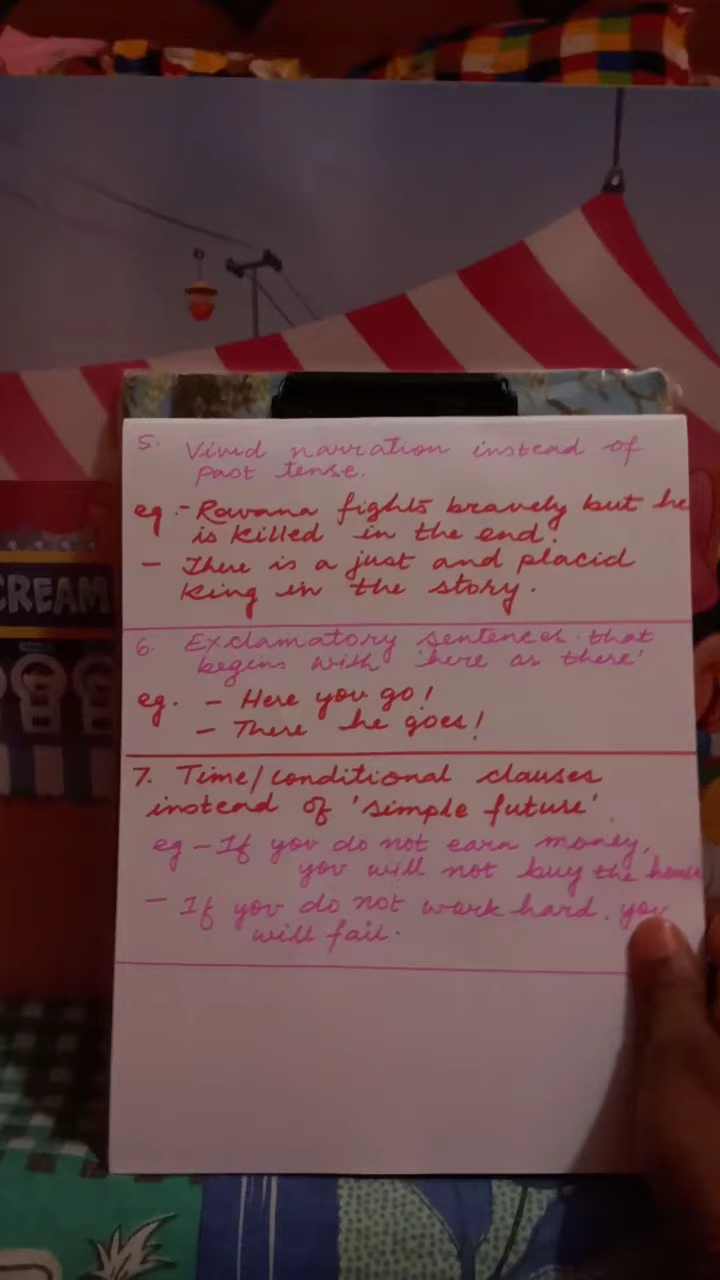 CREAM
5. Vivid narration instead of
past tense.
eg :- Ravana fights bravely but he
is killed in the end.
- There is a just and placid
king in the story.
6. Exclamatory sentences that
begins with 'here or there'
eg. - Here you go!
- There he goes!
7. Time/conditional clauses
instead of 'simple future'.
eg - If you do not earn money,
you will not buy the house
- If you do not work hard, you
will fail.